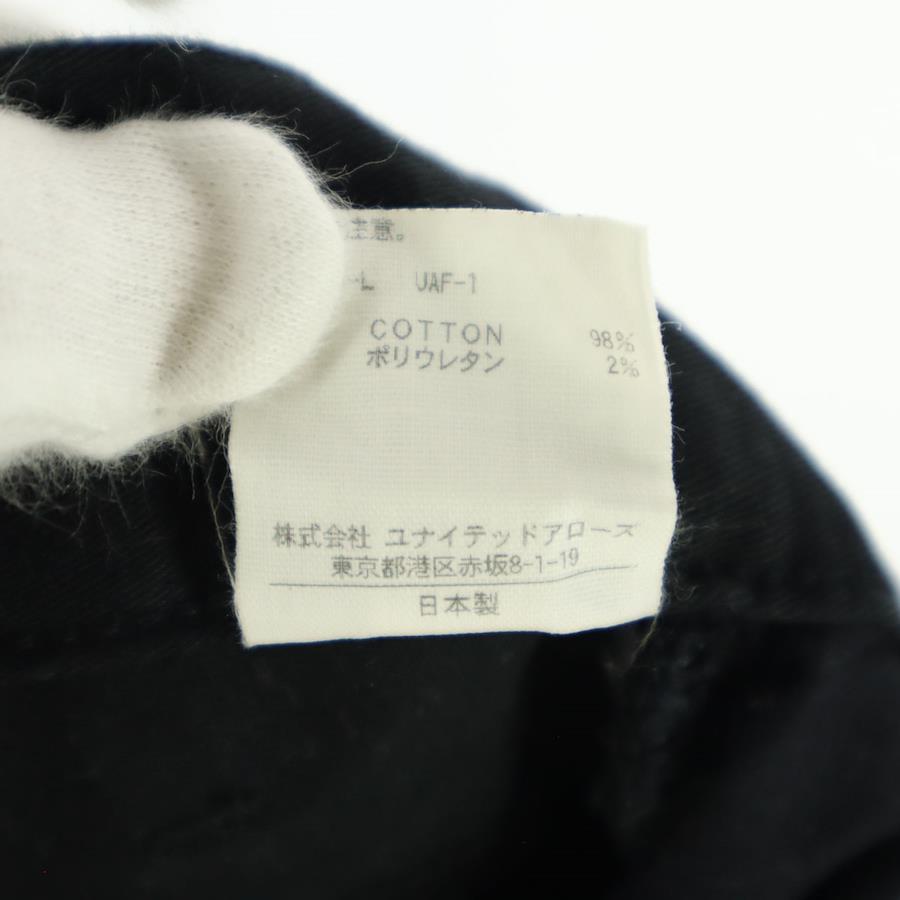 主意。
-L UAF-1
COTTON 98%
ポリウレタン 2%
株式会社 ユナイテッドアローズ
東京都港区赤坂8-1-19
日本製